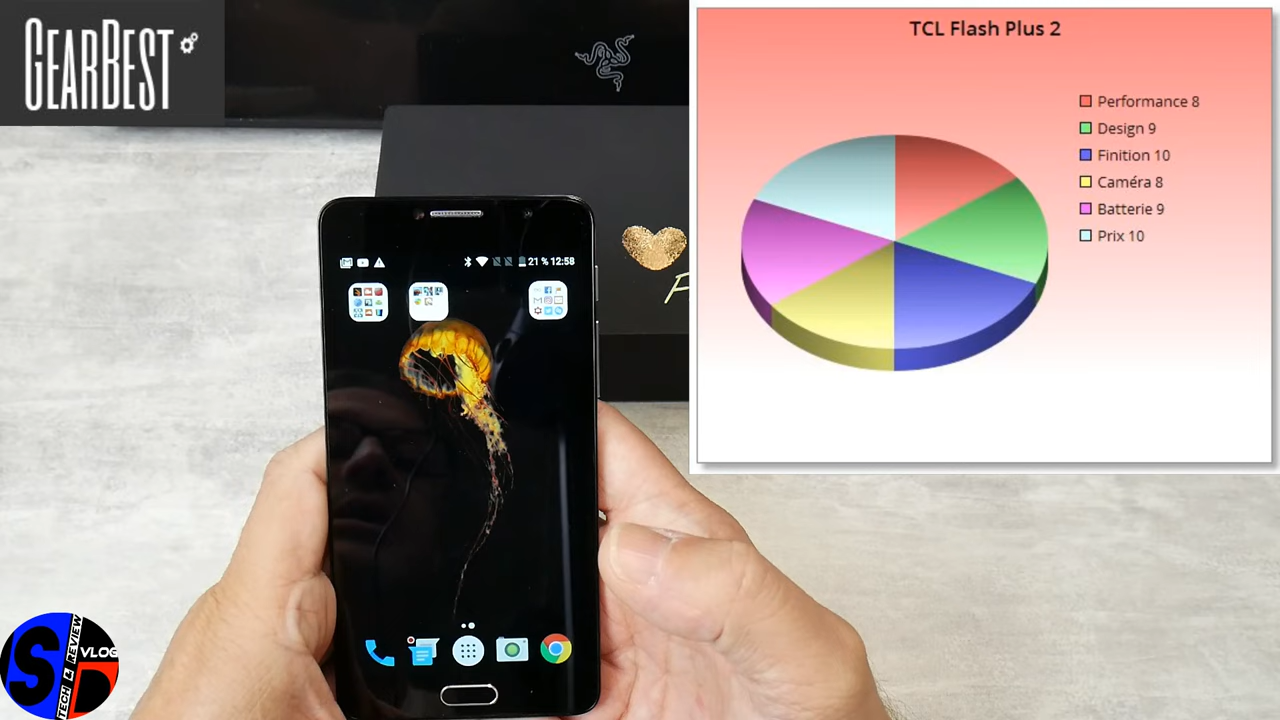 GEARBEST
TCL Flash Plus 2
Performance 8
Design 9
Finition 10
Caméra 8
Batterie 9
Prix 10
21 % 12:58
SD
TECH & REVIEW
VLOG